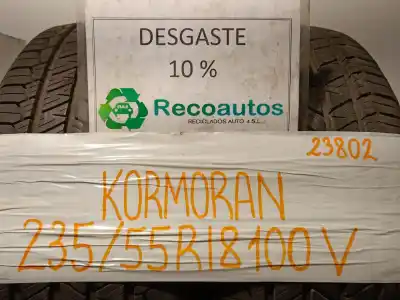 DESGASTE
10 %
Recoautos
RECICLADOS AUTO 4 S.L.
23802
KORMORAN
235/55R18 100 V